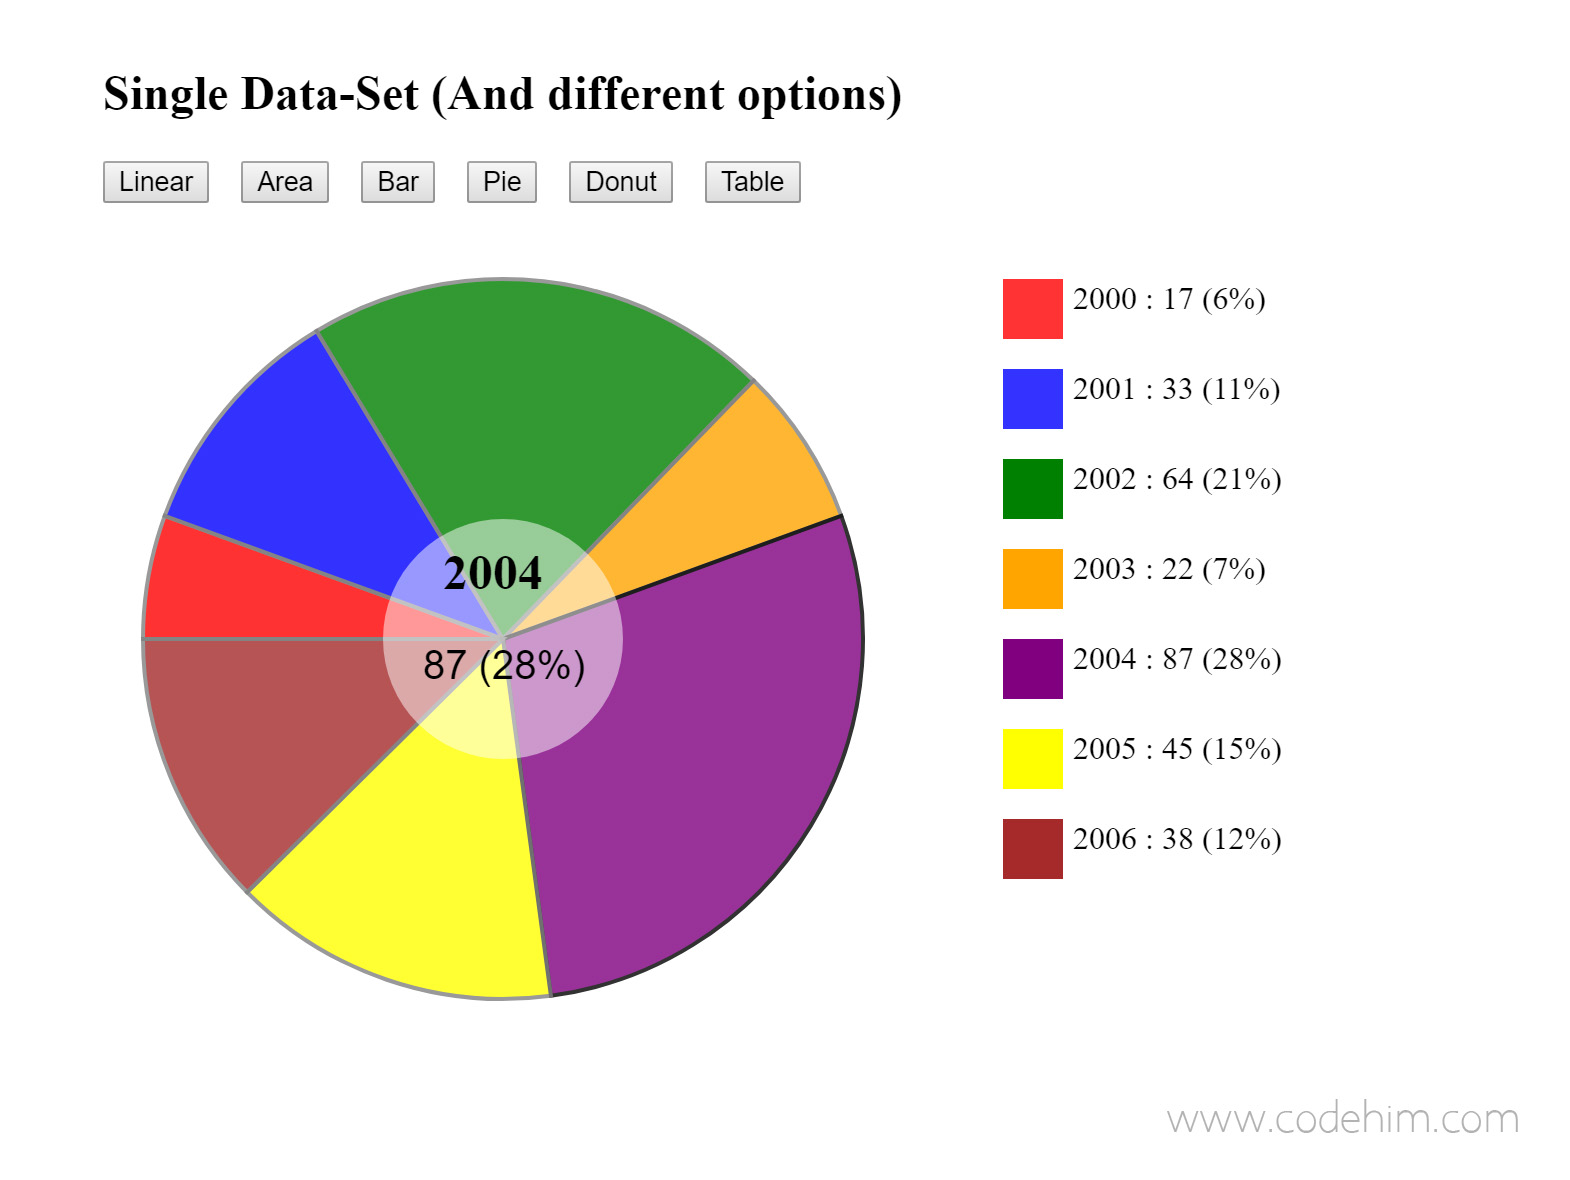 Single Data-Set (And different options)
Linear Area Bar Pie Donut Table
2004
87 (28%)
2000 : 17 (6%)
2001 : 33 (11%)
2002 : 64 (21%)
2003 : 22 (7%)
2004 : 87 (28%)
2005 : 45 (15%)
2006 : 38 (12%)
www.codehim.com